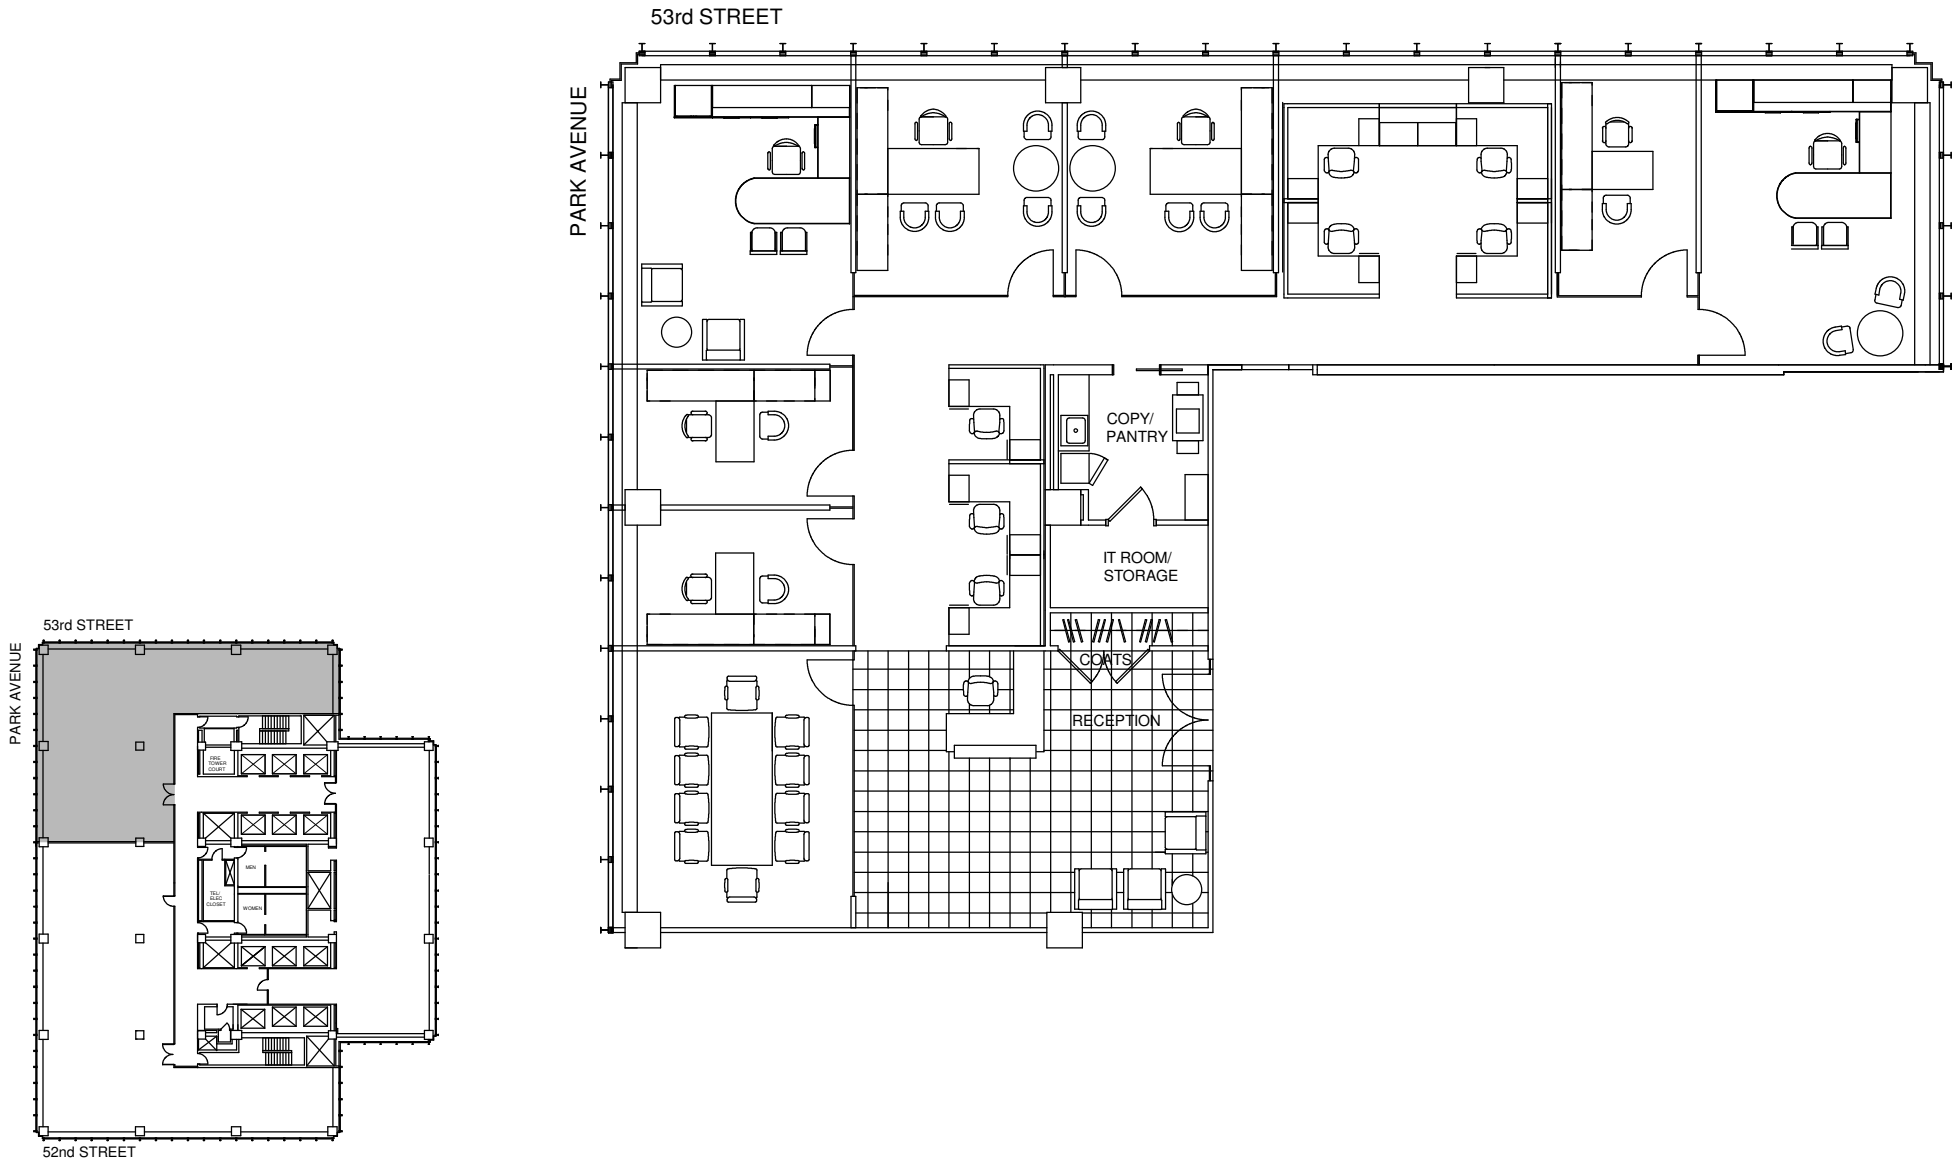 53rd STREET
PARK AVENUE
COPY/
PANTRY
IT ROOM/
STORAGE
COATS
RECEPTION
53rd STREET
PARK AVENUE
FIRE
TOWER
COURT
MEN
TEL/
ELEC
CLOSET
WOMEN
52nd STREET